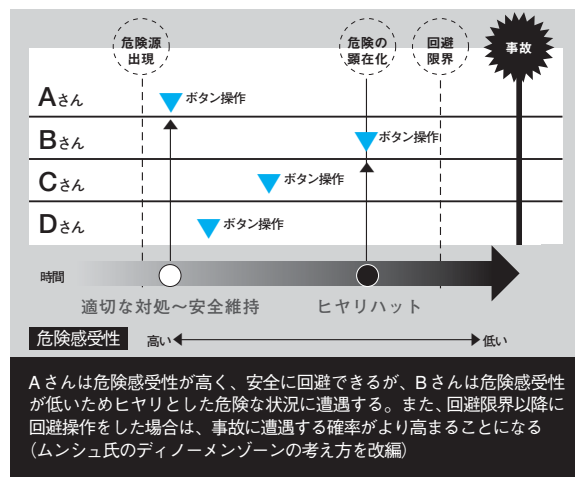 危険源
出現
危険の
顕在化
回避
限界
事故
Aさん
ボタン操作
Bさん
ボタン操作
Cさん
ボタン操作
Dさん
ボタン操作
時間
適切な対処~安全維持
ヒヤリハット
危険感受性
高い
低い
Aさんは危険感受性が高く、安全に回避できるが、Bさんは危険感受性
が低いためヒヤリとした危険な状況に遭遇する。また、回避限界以降に
回避操作をした場合は、事故に遭遇する確率がより高まることになる
(ムンシュ氏のディノーメンゾーンの考え方を改編)